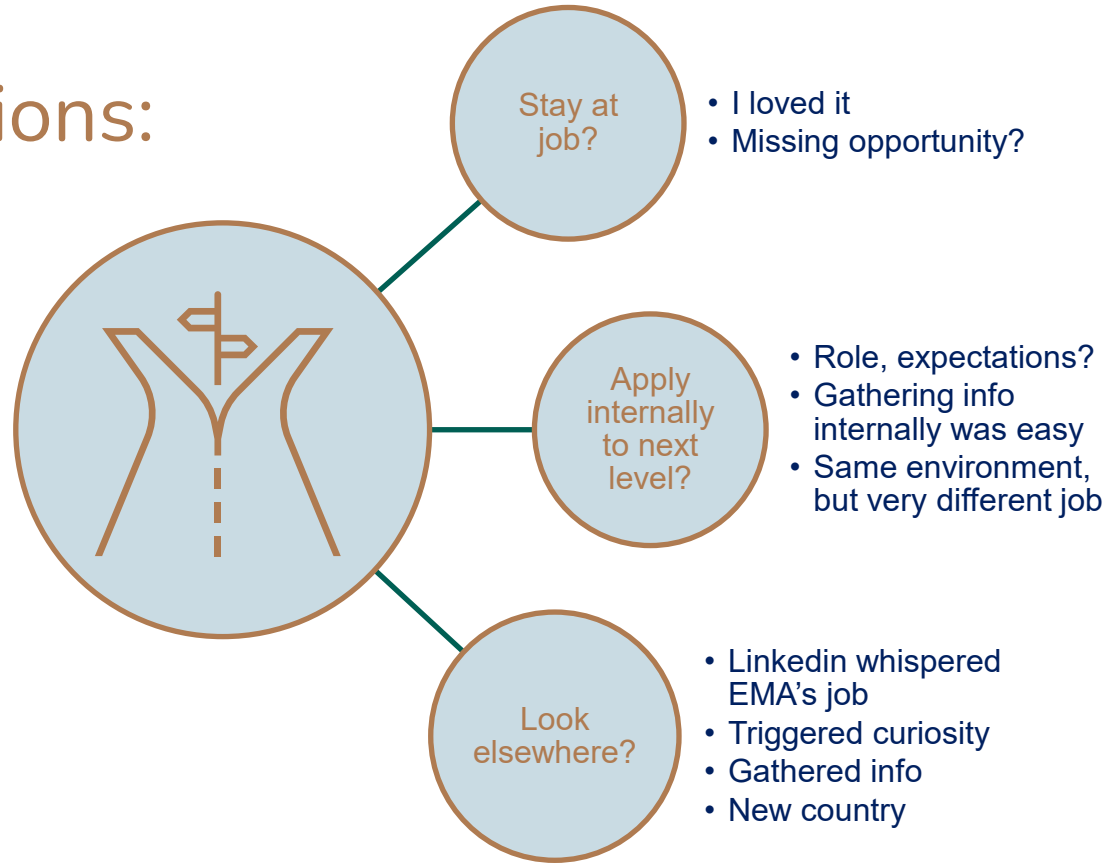 ions:
Stay at
job?
• I loved it
• Missing opportunity?
Apply
internally
to next
level?
• Role, expectations?
• Gathering info
internally was easy
• Same environment,
but very different job
Look
elsewhere?
• Linkedin whispered
EMA’s job
• Triggered curiosity
• Gathered info
• New country